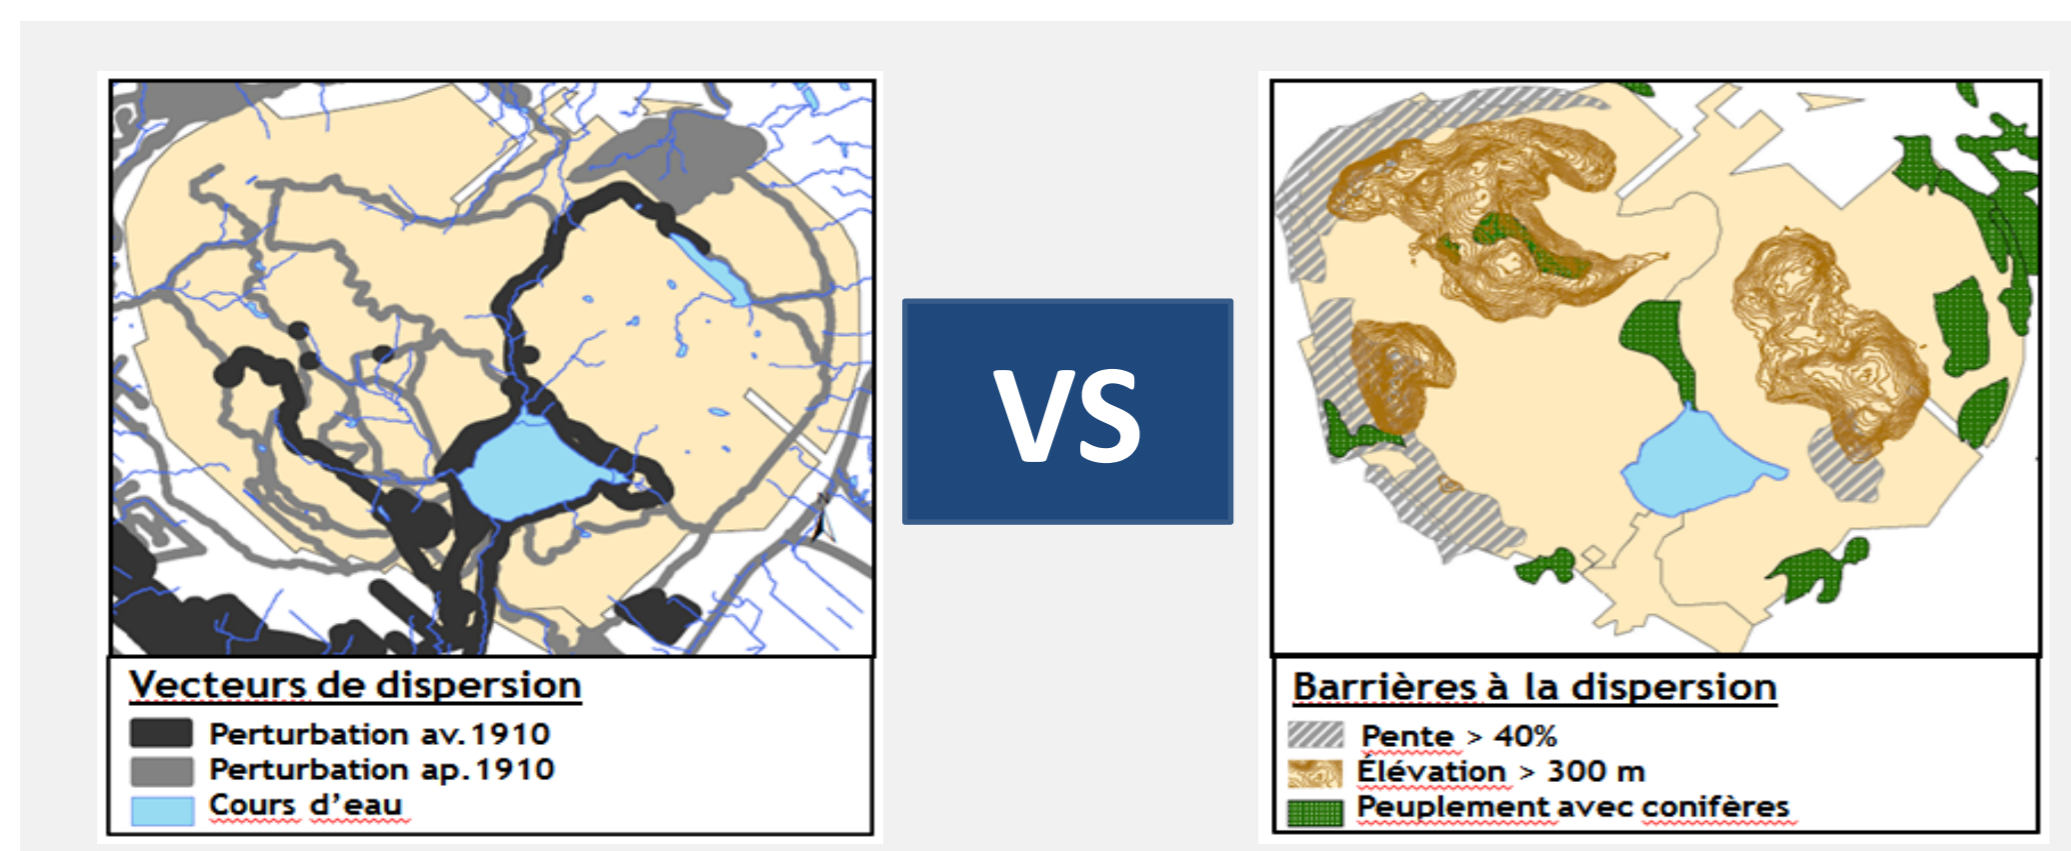 VS
Vecteurs de dispersion
Perturbation av.1910
Perturbation ap.1910
Cours d’eau
Barrières à la dispersion
Pente > 40%
Élévation > 300 m
Peuplement avec conifères